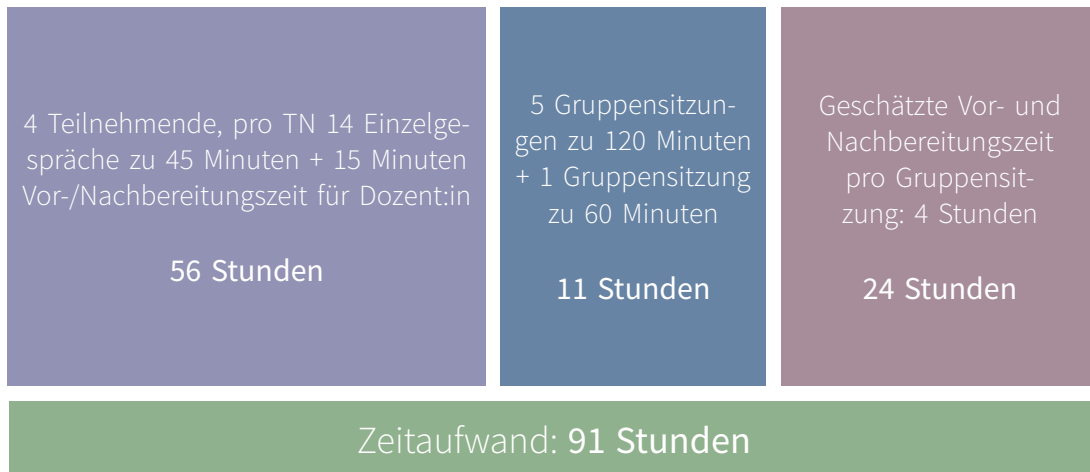 4 Teilnehmende, pro TN 14 Einzelge-
spräche zu 45 Minuten + 15 Minuten
Vor-/Nachbereitungszeit für Dozent:in
56 Stunden
5 Gruppensitzun-
gen zu 120 Minuten
+ 1 Gruppensitzung
zu 60 Minuten
11 Stunden
Geschätzte Vor- und
Nachbereitungszeit
pro Gruppensit-
zung: 4 Stunden
24 Stunden
Zeitaufwand: 91 Stunden